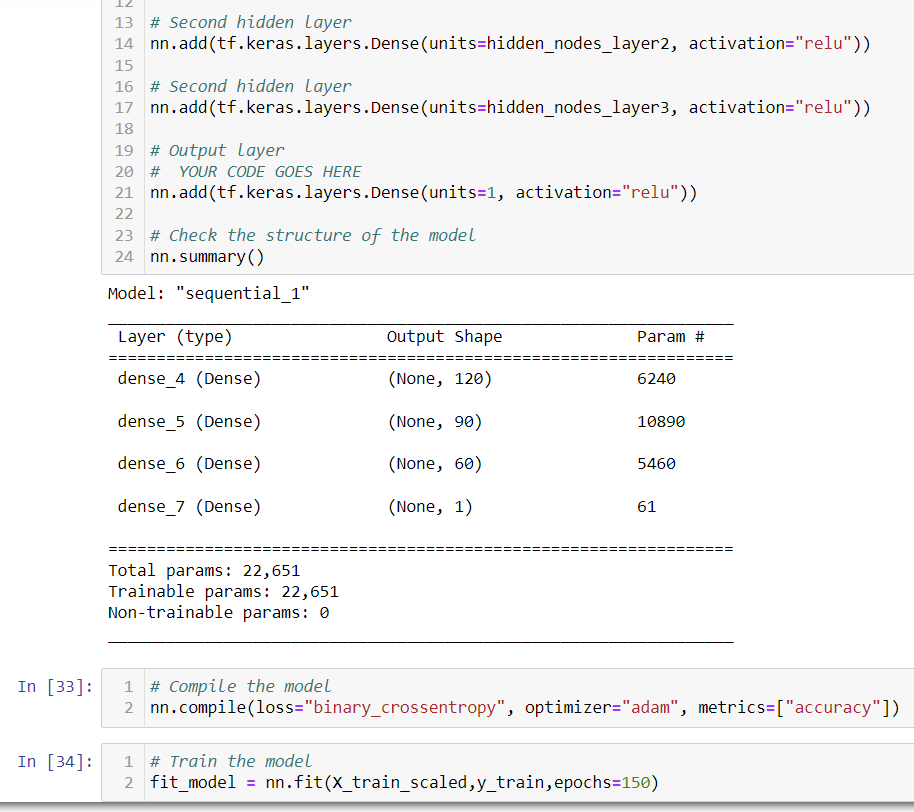 12
13 # Second hidden layer
14 nn.add(tf.keras.layers.Dense(units=hidden_nodes_layer2, activation="relu"))
15
16 # Second hidden layer
17 nn.add(tf.keras.layers.Dense(units=hidden_nodes_layer3, activation="relu"))
18
19 # Output layer
20 #  YOUR CODE GOES HERE
21 nn.add(tf.keras.layers.Dense(units=1, activation="relu"))
22
23 # Check the structure of the model
24 nn.summary()
Model: "sequential_1"
Layer (type) Output Shape Param #
=================================================================
dense_4 (Dense) (None, 120) 6240
dense_5 (Dense) (None, 90) 10890
dense_6 (Dense) (None, 60) 5460
dense_7 (Dense) (None, 1) 61
=================================================================
Total params: 22,651
Trainable params: 22,651
Non-trainable params: 0
In [33]: 1 # Compile the model
2 nn.compile(loss="binary_crossentropy", optimizer="adam", metrics=["accuracy"])
In [34]: 1 # Train the model
2 fit_model = nn.fit(X_train_scaled,y_train,epochs=150)